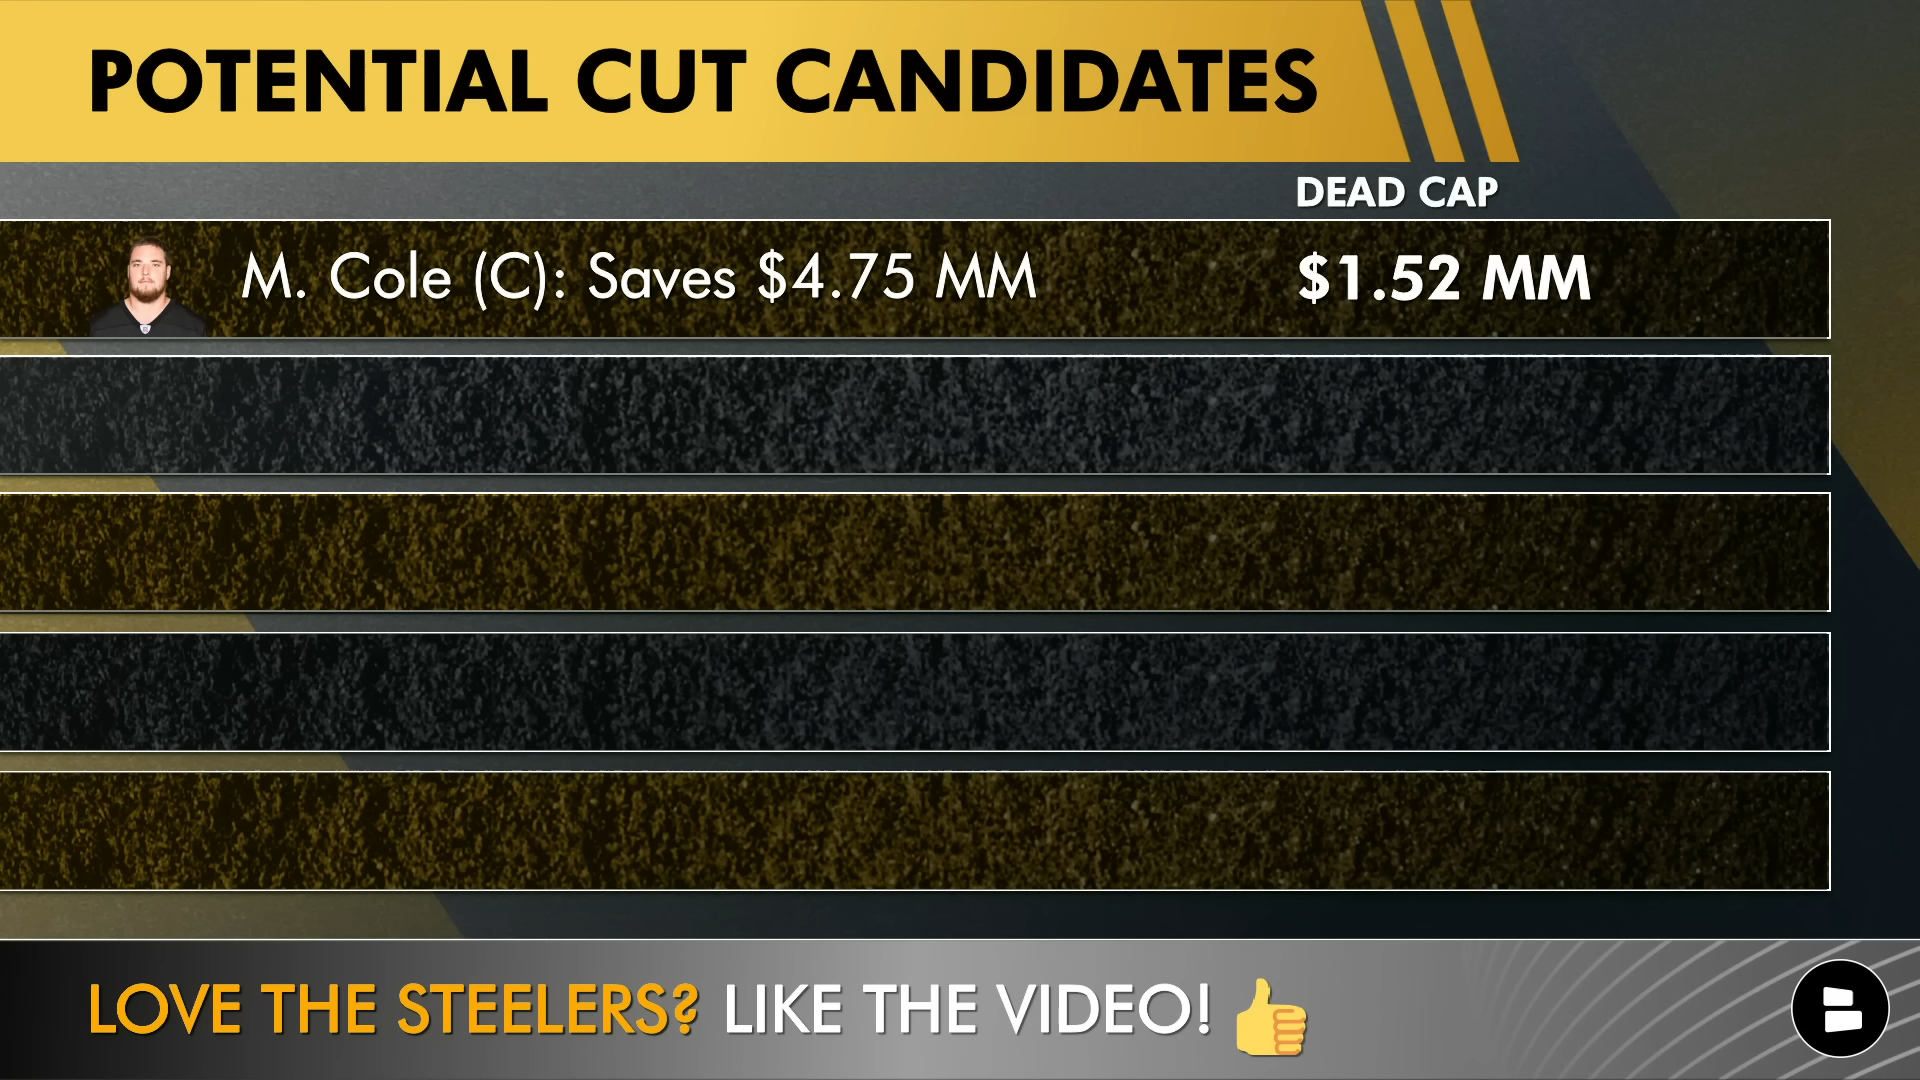 POTENTIAL CUT CANDIDATES
DEAD CAP
M. Cole (C): Saves $4.75 MM $1.52 MM
LOVE THE STEELERS? LIKE THE VIDEO!